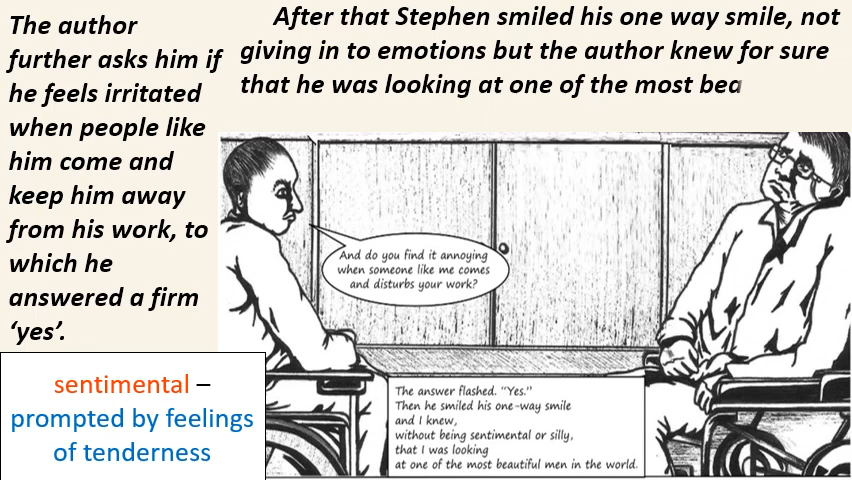 The author
further asks him if
he feels irritated
when people like
him come and
keep him away
from his work, to
which he
answered a firm
‘yes’.
After that Stephen smiled his one way smile, not
giving in to emotions but the author knew for sure
that he was looking at one of the most bea
And do you find it annoying
when someone like me comes
and disturbs your work?
sentimental –
prompted by feelings
of tenderness
The answer flashed. "Yes."
Then he smiled his one-way smile
and I knew,
without being sentimental or silly,
that I was looking
at one of the most beautiful men in the world.